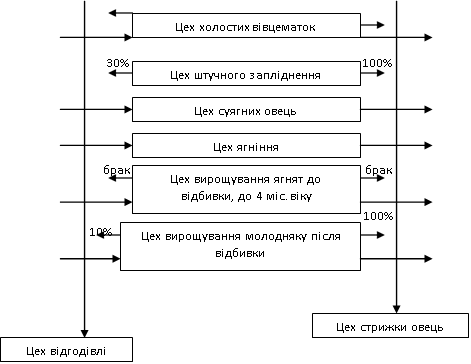 Цех холостих вівцематок
30%
100%
Цех штучного запліднення
Цех суягних овець
Цех ягніння
брак
брак
Цех вирощування ягнят до
відбивки, до 4 міс. віку
100%
10%
Цех вирощування молодняку після
відбивки
Цех стрижки овець
Цех відгодівлі